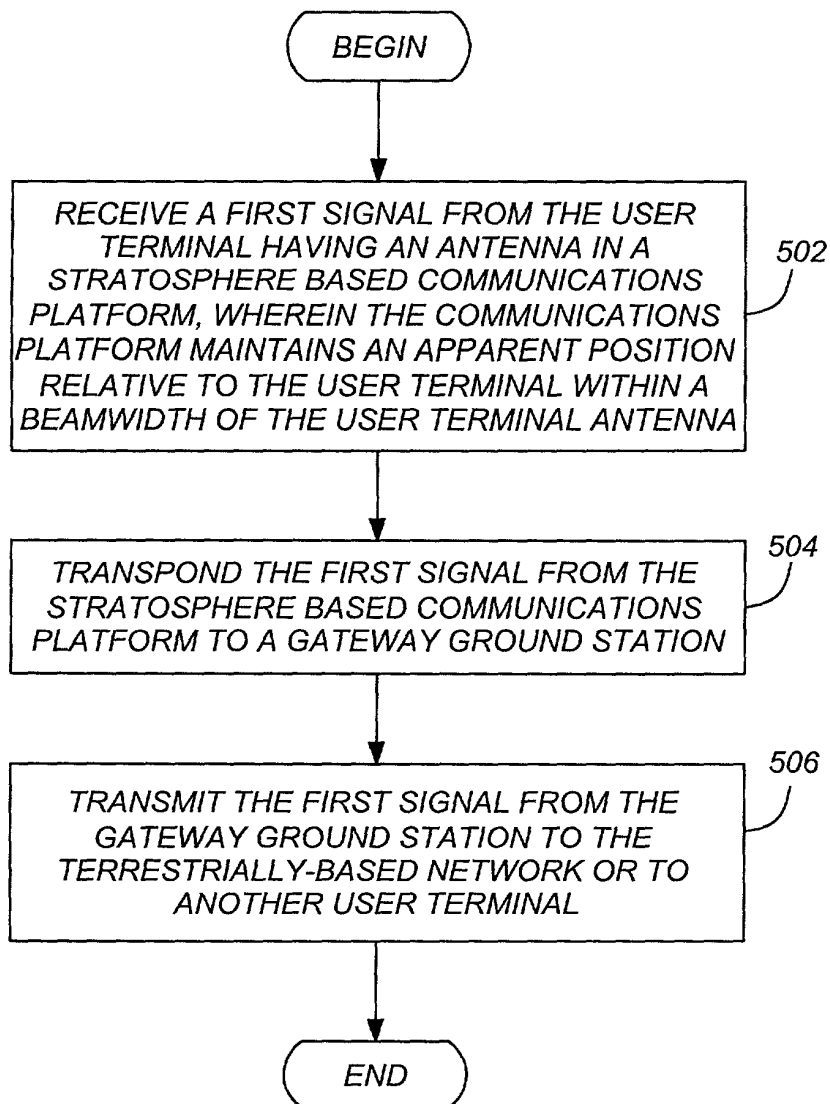 BEGIN
RECEIVE A FIRST SIGNAL FROM THE USER
TERMINAL HAVING AN ANTENNA IN A
STRATOSPHERE BASED COMMUNICATIONS
PLATFORM, WHEREIN THE COMMUNICATIONS
PLATFORM MAINTAINS AN APPARENT POSITION
RELATIVE TO THE USER TERMINAL WITHIN A
BEAMWIDTH OF THE USER TERMINAL ANTENNA
502
TRANSPOND THE FIRST SIGNAL FROM THE
STRATOSPHERE BASED COMMUNICATIONS
PLATFORM TO A GATEWAY GROUND STATION
504
TRANSMIT THE FIRST SIGNAL FROM THE
GATEWAY GROUND STATION TO THE
TERRESTRIALLY-BASED NETWORK OR TO
ANOTHER USER TERMINAL
506
END